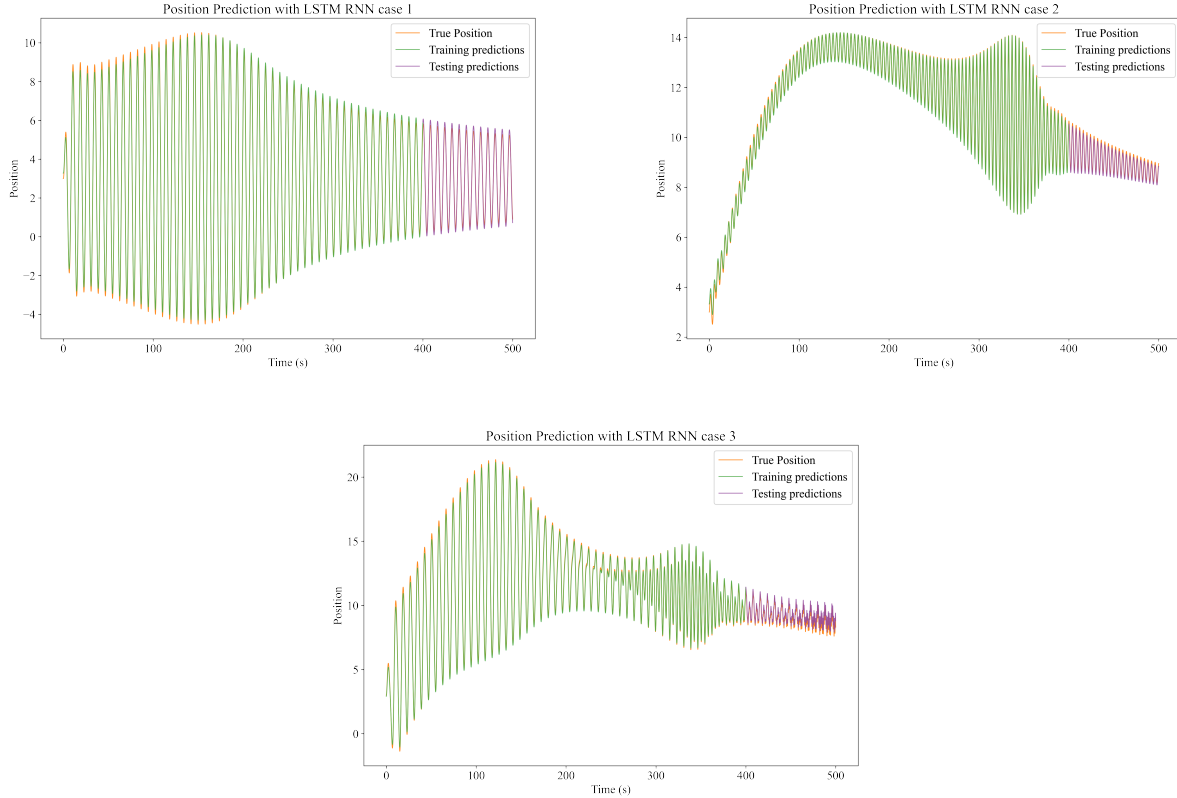 Position Prediction with LSTM RNN case 1
True Position
Training predictions
Testing predictions
10
8
6
4
2
0
−2
−4
Position
0
100
200
300
400
500
Time (s)
Position Prediction with LSTM RNN case 2
True Position
Training predictions
Testing predictions
14
12
10
8
6
4
2
Position
0
100
200
300
400
500
Time (s)
Position Prediction with LSTM RNN case 3
True Position
Training predictions
Testing predictions
20
15
10
5
0
Position
0
100
200
300
400
500
Time (s)